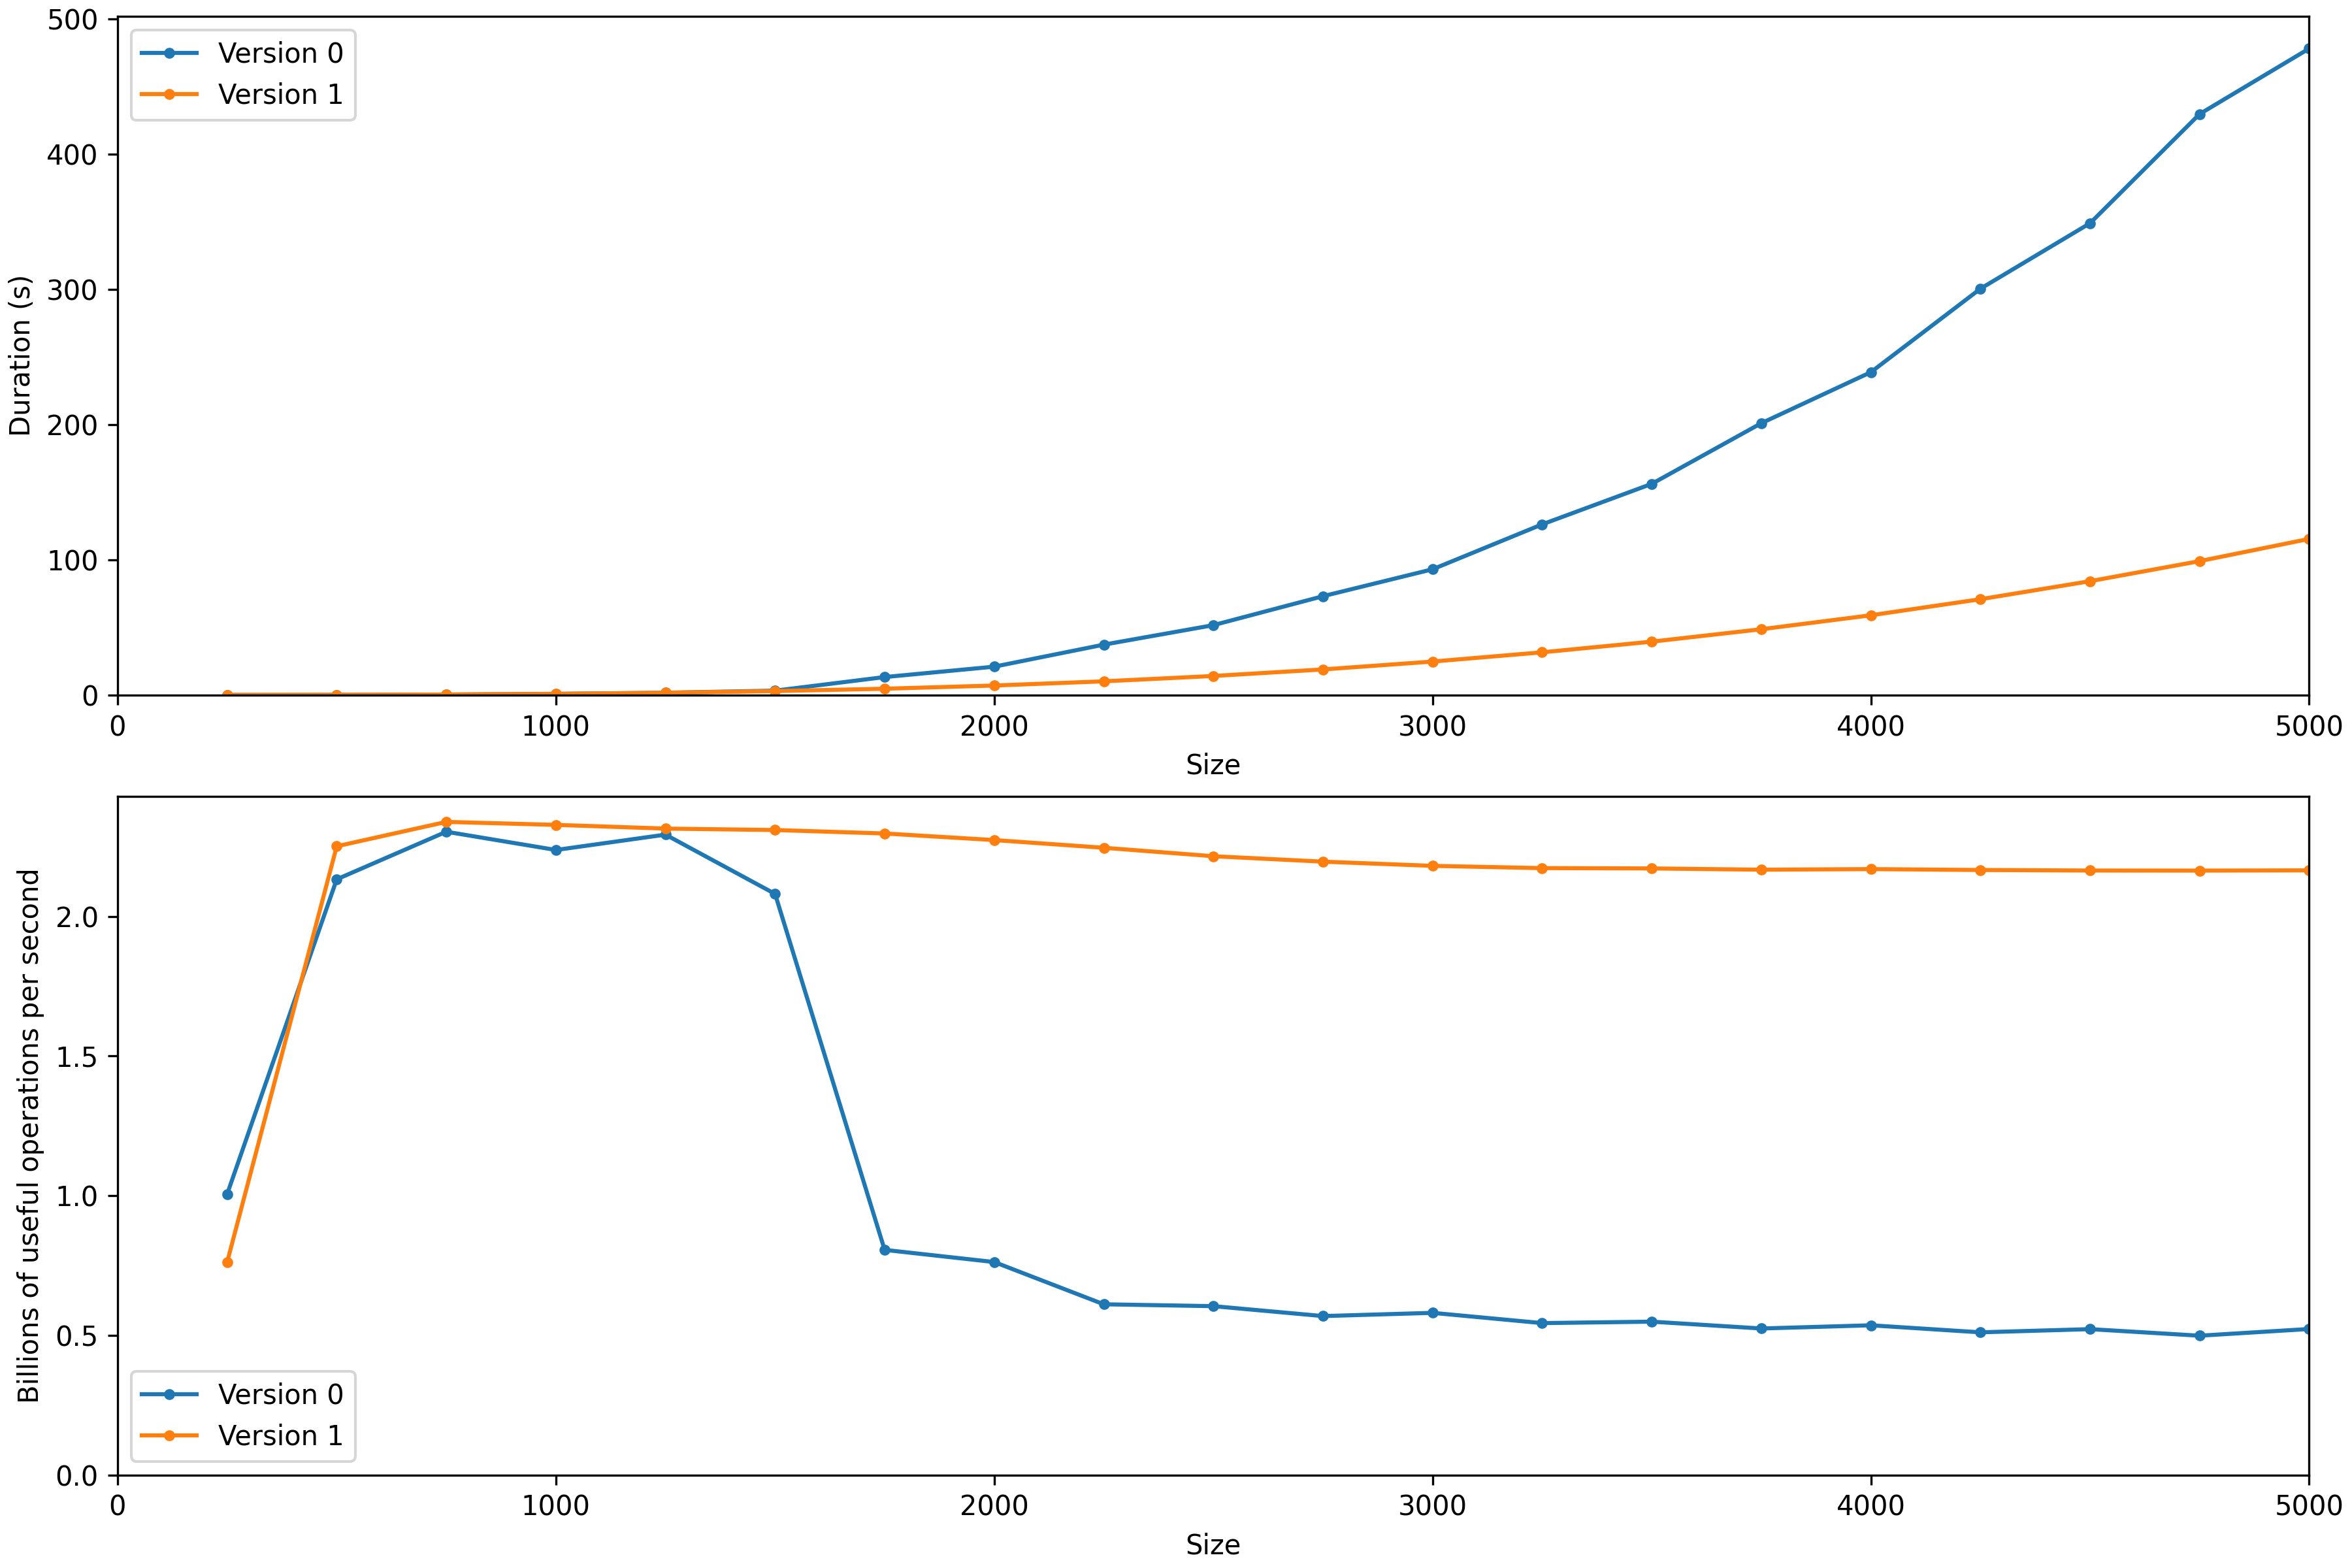 500
400
300
200
100
0
Duration (s)
Version 0
Version 1
0 1000 2000 3000 4000 5000
Size
2.0
1.5
1.0
0.5
0.0
Billions of useful operations per second
Version 0
Version 1
0 1000 2000 3000 4000 5000
Size